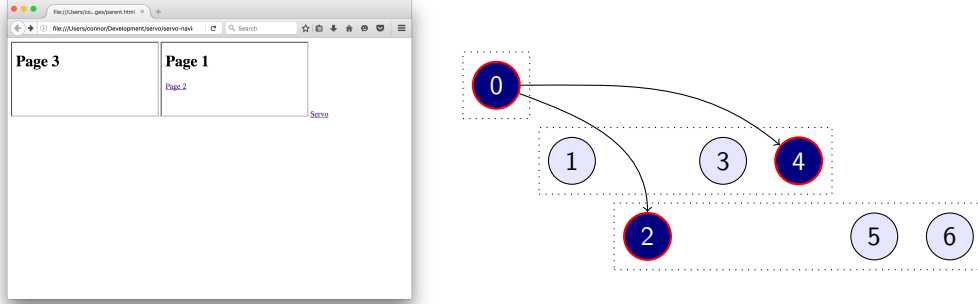 file:///Users/co...ges/parent.html
file:///Users/connor/Development/servo/servo-navi
Search
Page 3
Page 1
Page 2
Servo
0
1
3
4
2
5
6